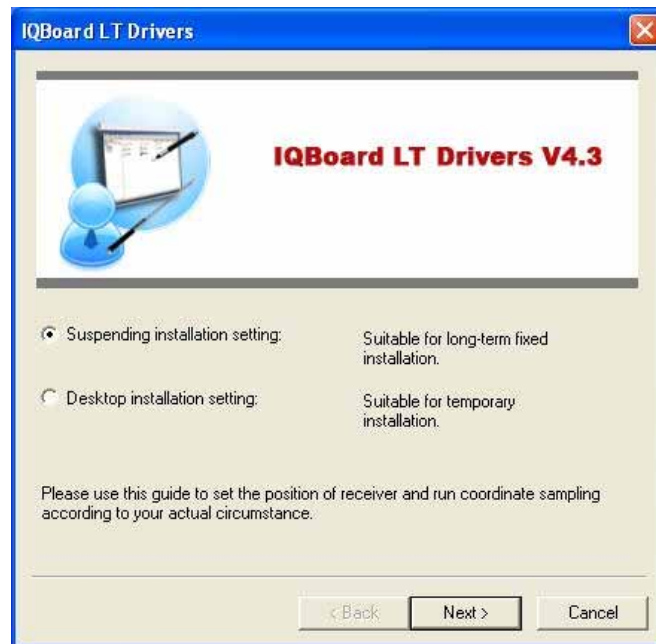 IQBoard LT Drivers
IQBoard LT Drivers V4.3
Suspending installation setting:
Suitable for long-term fixed
installation.
Desktop installation setting:
Suitable for temporary
installation.
Please use this guide to set the position of receiver and run coordinate sampling
according to your actual circumstance.
< Back
Next >
Cancel